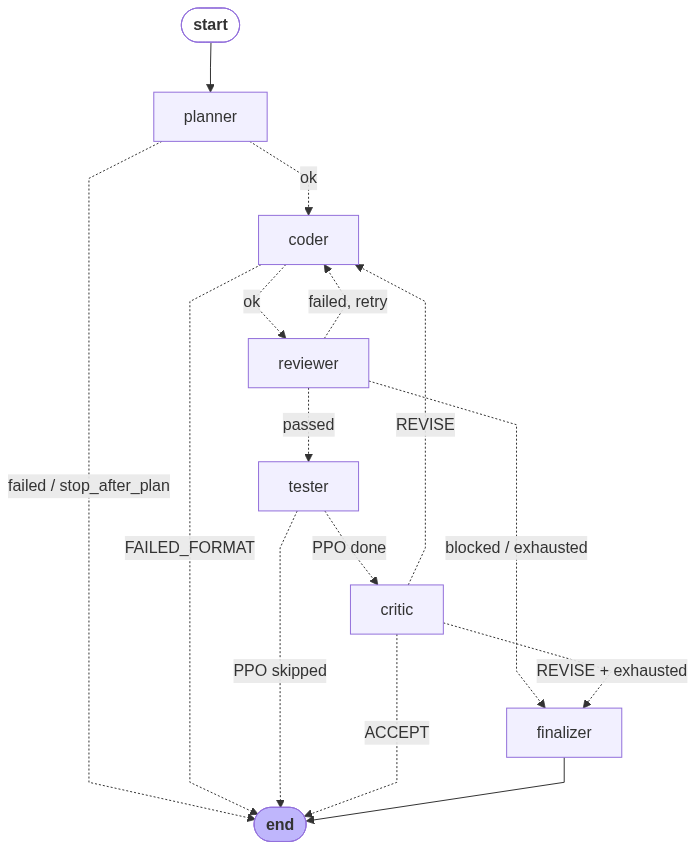 start
planner
ok
coder
ok
failed, retry
reviewer
passed
REVISE
failed / stop_after_plan
tester
FAILED_FORMAT
PPO done
blocked / exhausted
critic
PPO skipped
REVISE + exhausted
ACCEPT
finalizer
end